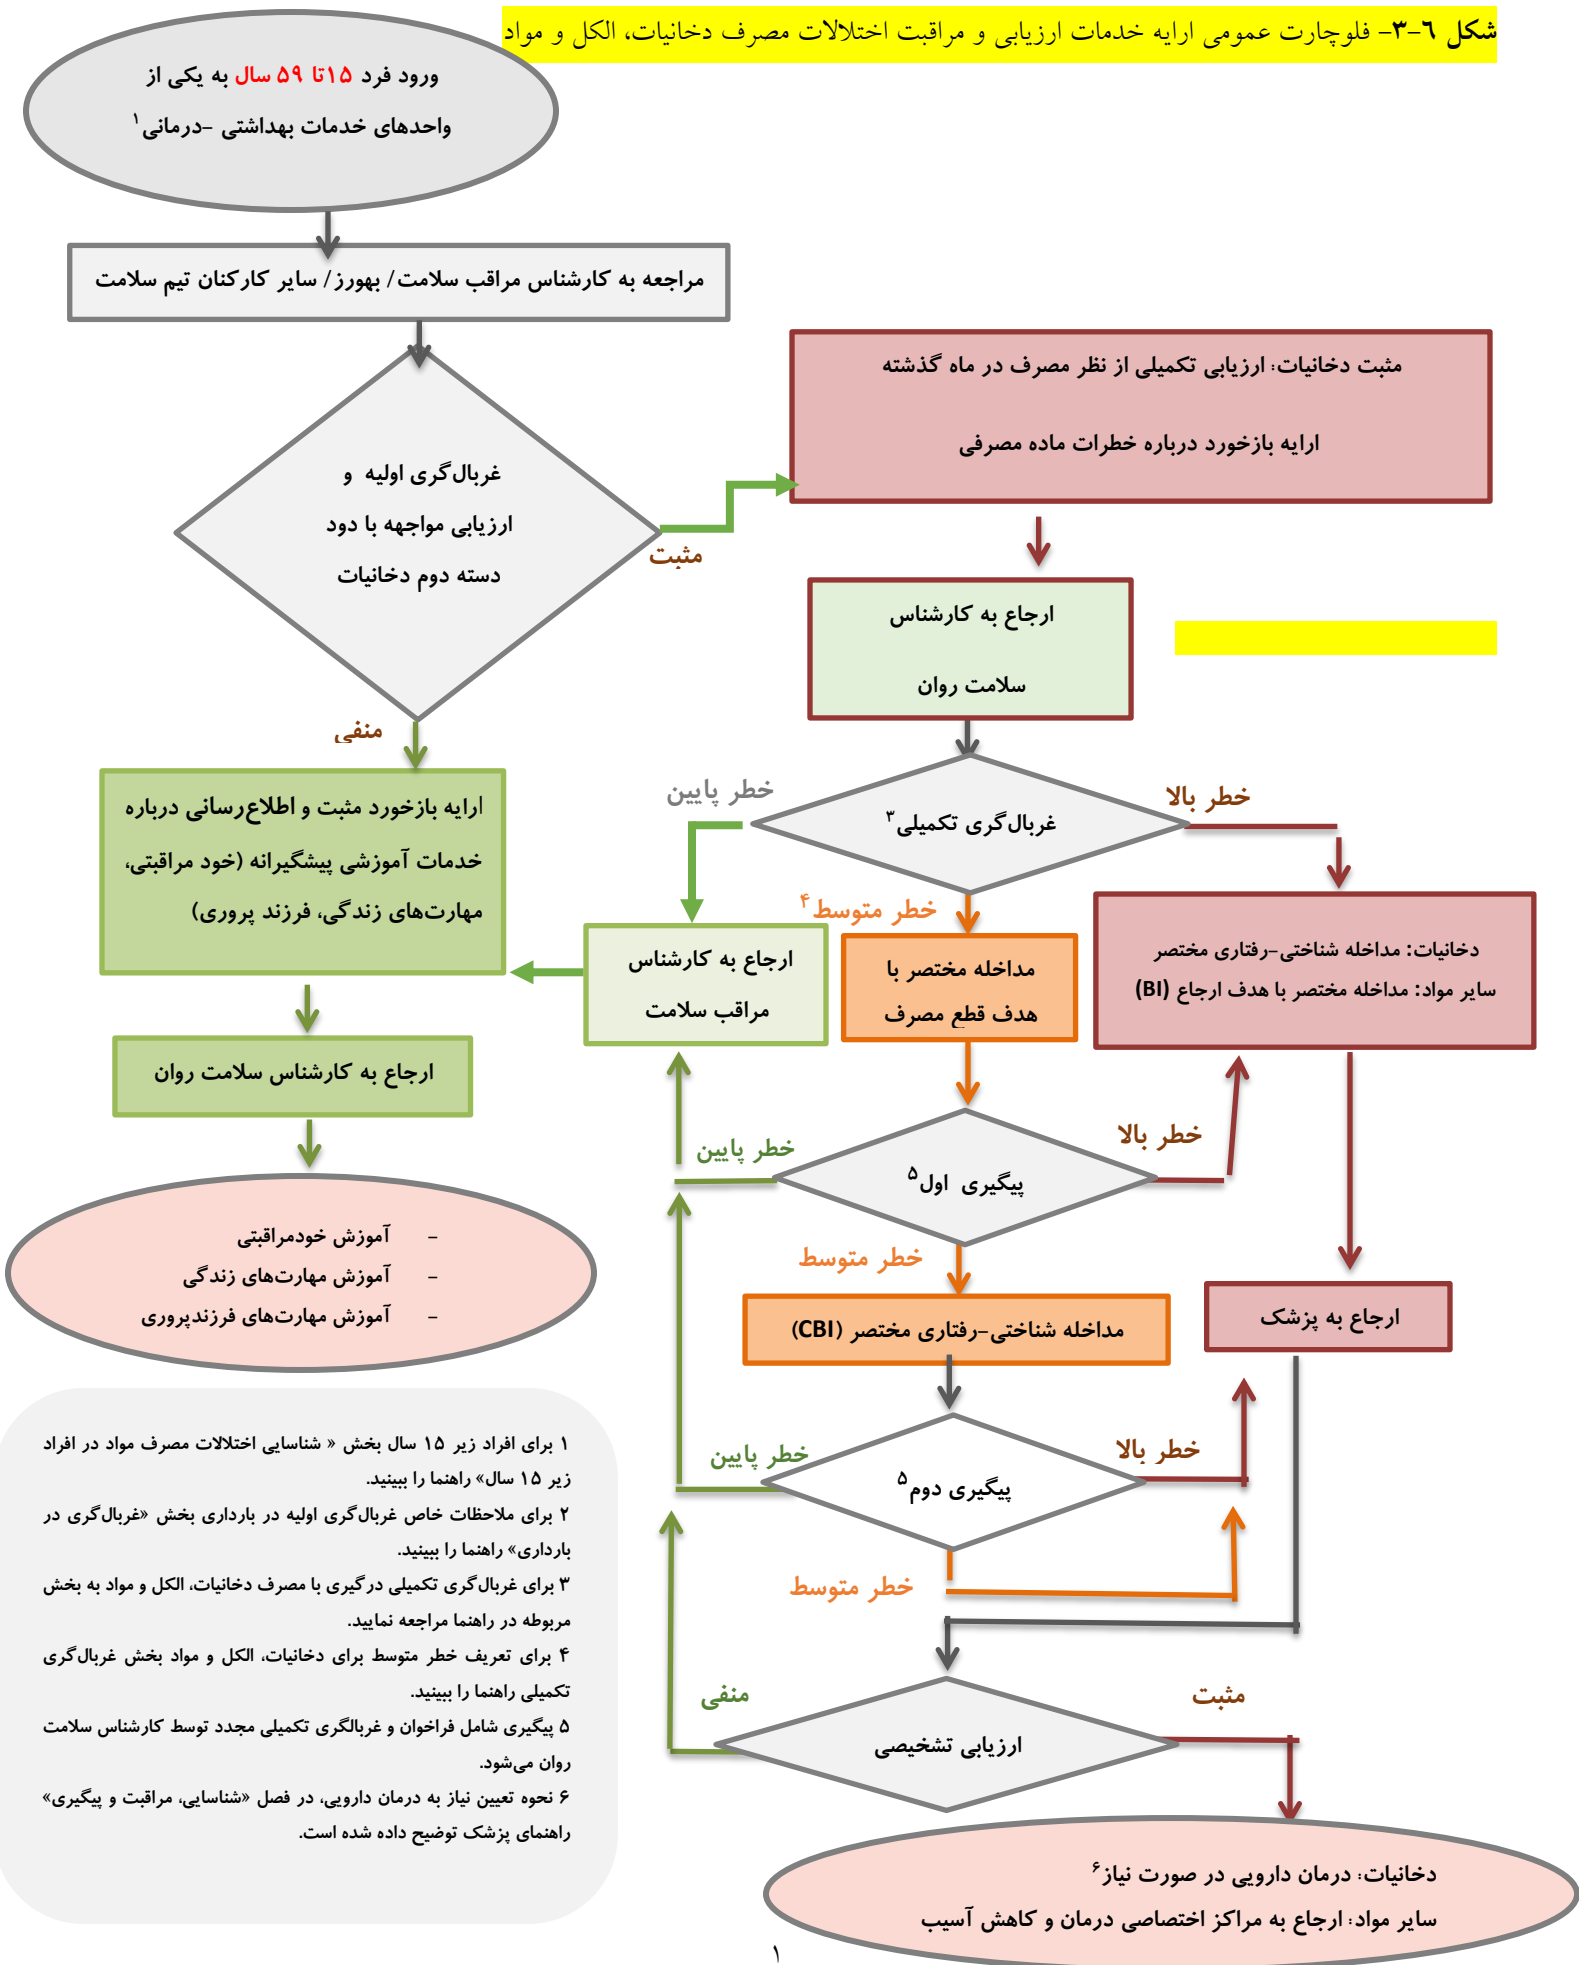 شکل ٦-٣- فلوچارت عمومی ارایه خدمات ارزیابی و مراقبت اختلالات مصرف دخانیات، الکل و مواد
ورود فرد ۱۵تا ۵۹ سال به یکی از
واحدهای خدمات بهداشتی -درمانی۱
مراجعه به کارشناس مراقب سلامت/ بهورز/ سایر کارکنان تیم سلامت
مثبت دخانیات: ارزیابی تکمیلی از نظر مصرف در ماه گذشته
ارایه بازخورد درباره خطرات ماده مصرفی
غربال‌گری اولیه و
ارزیابی مواجهه با دود
دسته دوم دخانیات
مثبت
منفی
ارجاع به کارشناس
سلامت روان
غربال‌گری تکمیلی۳
خطر پایین
خطر بالا
خطر متوسط۴
ارایه بازخورد مثبت و اطلاع‌رسانی درباره
خدمات آموزشی پیشگیرانه (خود مراقبتی،
مهارت‌های زندگی، فرزند پروری)
ارجاع به کارشناس
مراقب سلامت
مداخله مختصر با
هدف قطع مصرف
دخانیات: مداخله شناختی-رفتاری مختصر
سایر مواد: مداخله مختصر با هدف ارجاع (BI)
ارجاع به کارشناس سلامت روان
خطر پایین
پیگیری اول۵
خطر بالا
خطر متوسط
- آموزش خودمراقبتی
- آموزش مهارت‌های زندگی
- آموزش مهارت‌های فرزندپروری
مداخله شناختی-رفتاری مختصر (CBI)
ارجاع به پزشک
خطر پایین
پیگیری دوم۵
خطر بالا
خطر متوسط
منفی
ارزیابی تشخیصی
مثبت
۱ برای افراد زیر ۱۵ سال بخش « شناسایی اختلالات مصرف مواد در افراد
زیر ۱۵ سال» راهنما را ببینید.
۲ برای ملاحظات خاص غربال‌گری اولیه در بارداری بخش «غربال‌گری در
بارداری» راهنما را ببینید.
۳ برای غربال‌گری تکمیلی درگیری با مصرف دخانیات، الکل و مواد به بخش
مربوطه در راهنما مراجعه نمایید.
۴ برای تعریف خطر متوسط برای دخانیات، الکل و مواد بخش غربال‌گری
تکمیلی راهنما را ببینید.
۵ پیگیری شامل فراخوان و غربالگری تکمیلی مجدد توسط کارشناس سلامت
روان می‌شود.
۶ نحوه تعیین نیاز به درمان دارویی، در فصل «شناسایی، مراقبت و پیگیری»
راهنمای پزشک توضیح داده شده است.
دخانیات: درمان دارویی در صورت نیاز۶
سایر مواد: ارجاع به مراکز اختصاصی درمان و کاهش آسیب
۱